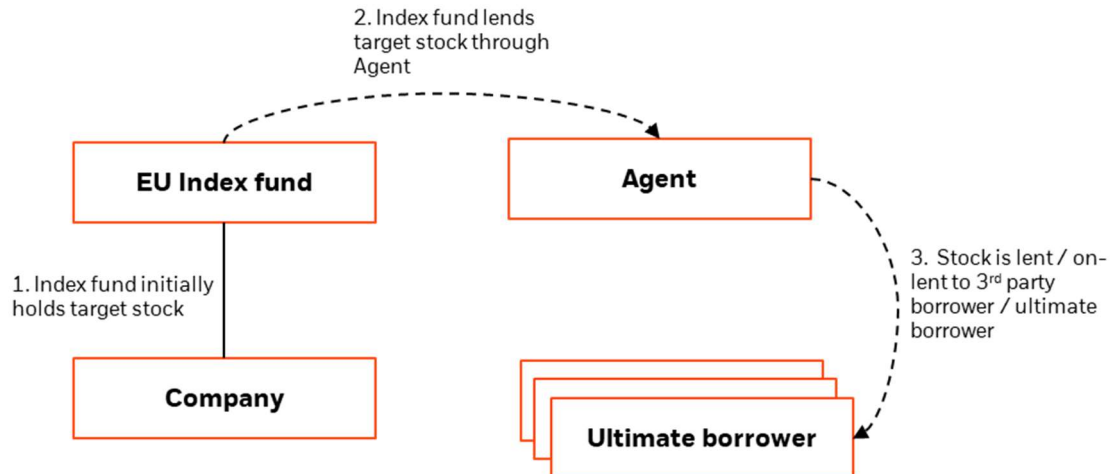 2. Index fund lends
target stock through
Agent
EU Index fund
Agent
1. Index fund initially
holds target stock
3. Stock is lent / on-
lent to 3rd party
borrower / ultimate
borrower
Company
Ultimate borrower